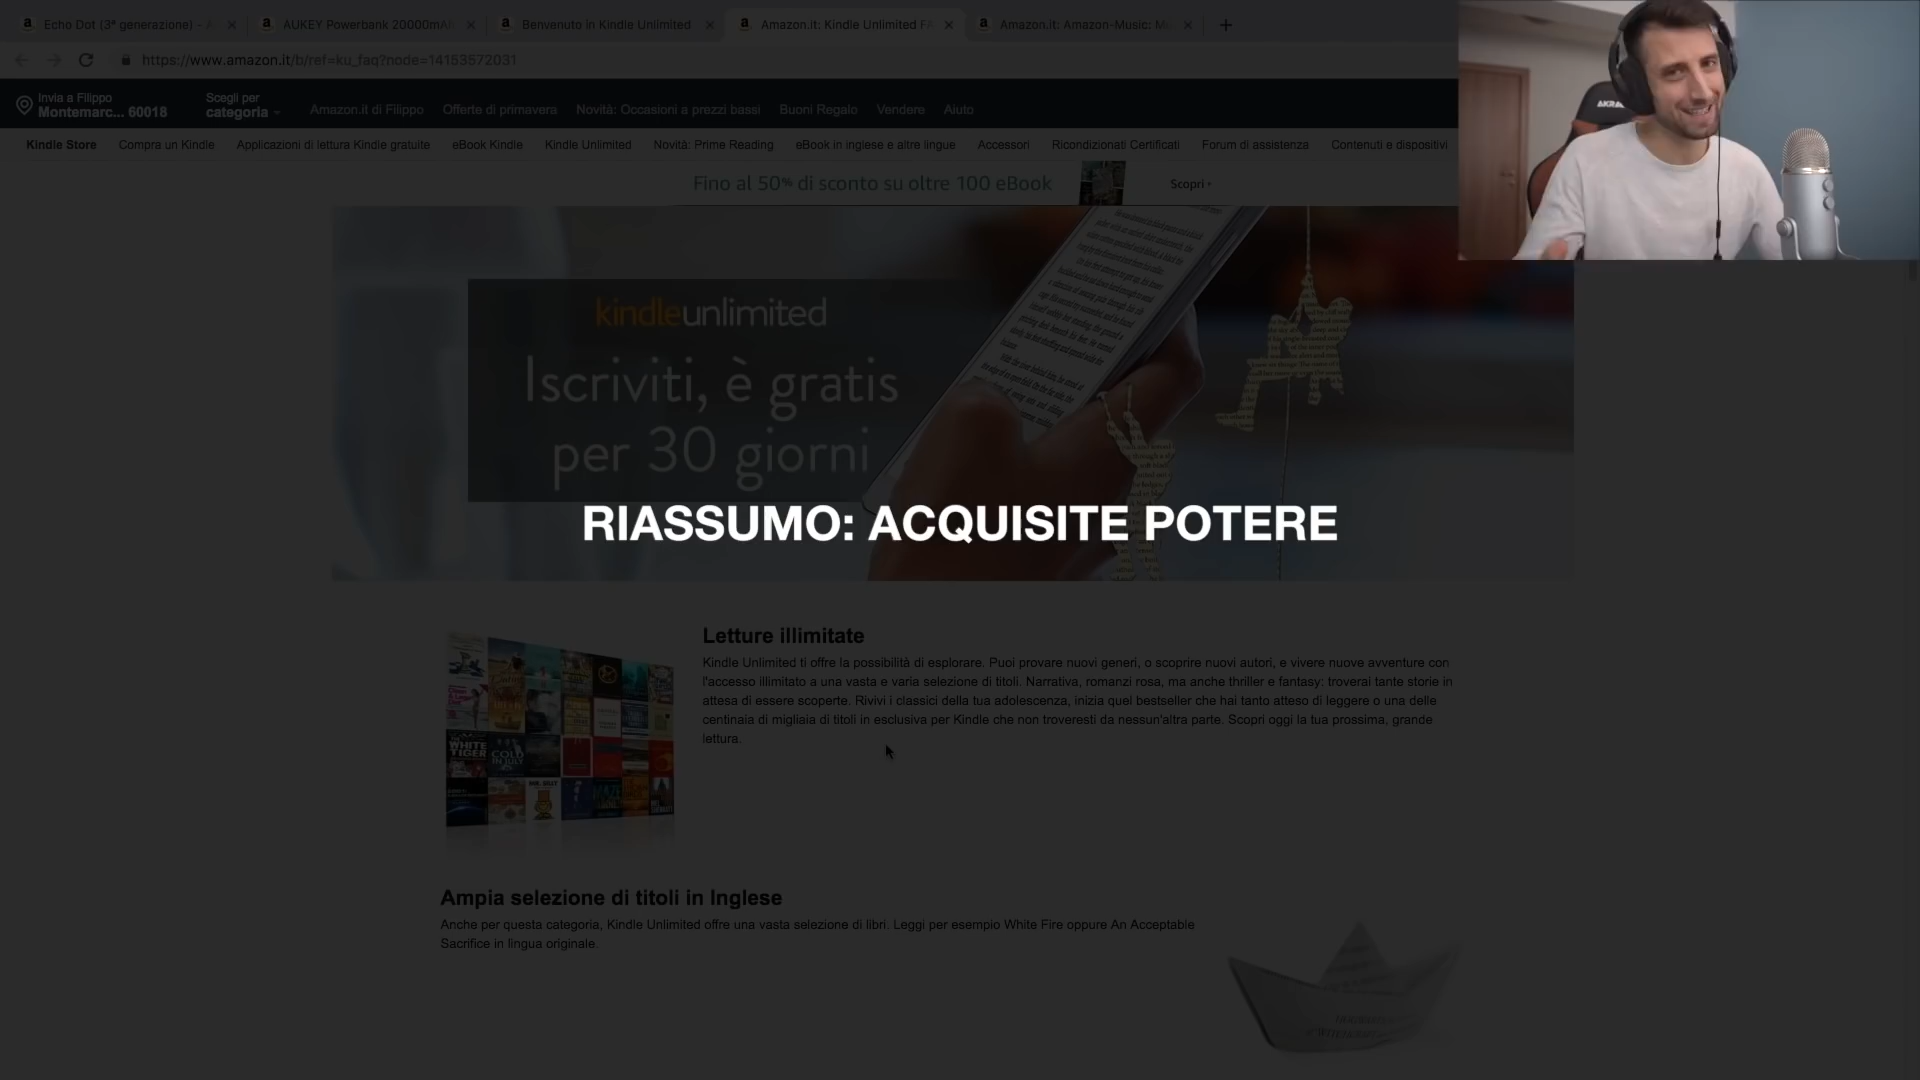 Echo Dot (3ª generazione) - A
AUKEY Powerbank 20000mAh
Benvenuto in Kindle Unlimited
Amazon.it: Kindle Unlimited FA
Amazon.it: Amazon-Music: Mu
https://www.amazon.it/b/ref=ku_faq?node=14153572031
Invia a Filippo
Montemarc... 60018
Scegli per
categoria
Amazon.it di Filippo
Offerte di primavera
Novità: Occasioni a prezzi bassi
Buoni Regalo
Vendere
Aiuto
Kindle Store
Compra un Kindle
Applicazioni di lettura Kindle gratuite
eBook Kindle
Kindle Unlimited
Novità: Prime Reading
eBook in inglese e altre lingue
Accessori
Ricondizionati Certificati
Forum di assistenza
Contenuti e dispositivi
Fino al 50% di sconto su oltre 100 eBook
Scopri
AKRA
kindleunlimited
Iscriviti, è gratis
per 30 giorni
RIASSUMO: ACQUISITE POTERE
Letture illimitate
Kindle Unlimited ti offre la possibilità di esplorare. Puoi provare nuovi generi, o scoprire nuovi autori, e vivere nuove avventure con
l'accesso illimitato a una vasta e varia selezione di titoli. Narrativa, romanzi rosa, ma anche thriller e fantasy: troverai tante storie in
attesa di essere scoperte. Rivivi i classici della tua adolescenza, inizia quel bestseller che hai tanto atteso di leggere o una delle
centinaia di migliaia di titoli in esclusiva per Kindle che non troveresti da nessun'altra parte. Scopri oggi la tua prossima, grande
lettura.
WHITE
TIGER
COLD
IN JULY
Ampia selezione di titoli in Inglese
Anche per questa categoria, Kindle Unlimited offre una vasta selezione di libri. Leggi per esempio White Fire oppure An Acceptable
Sacrifice in lingua originale.